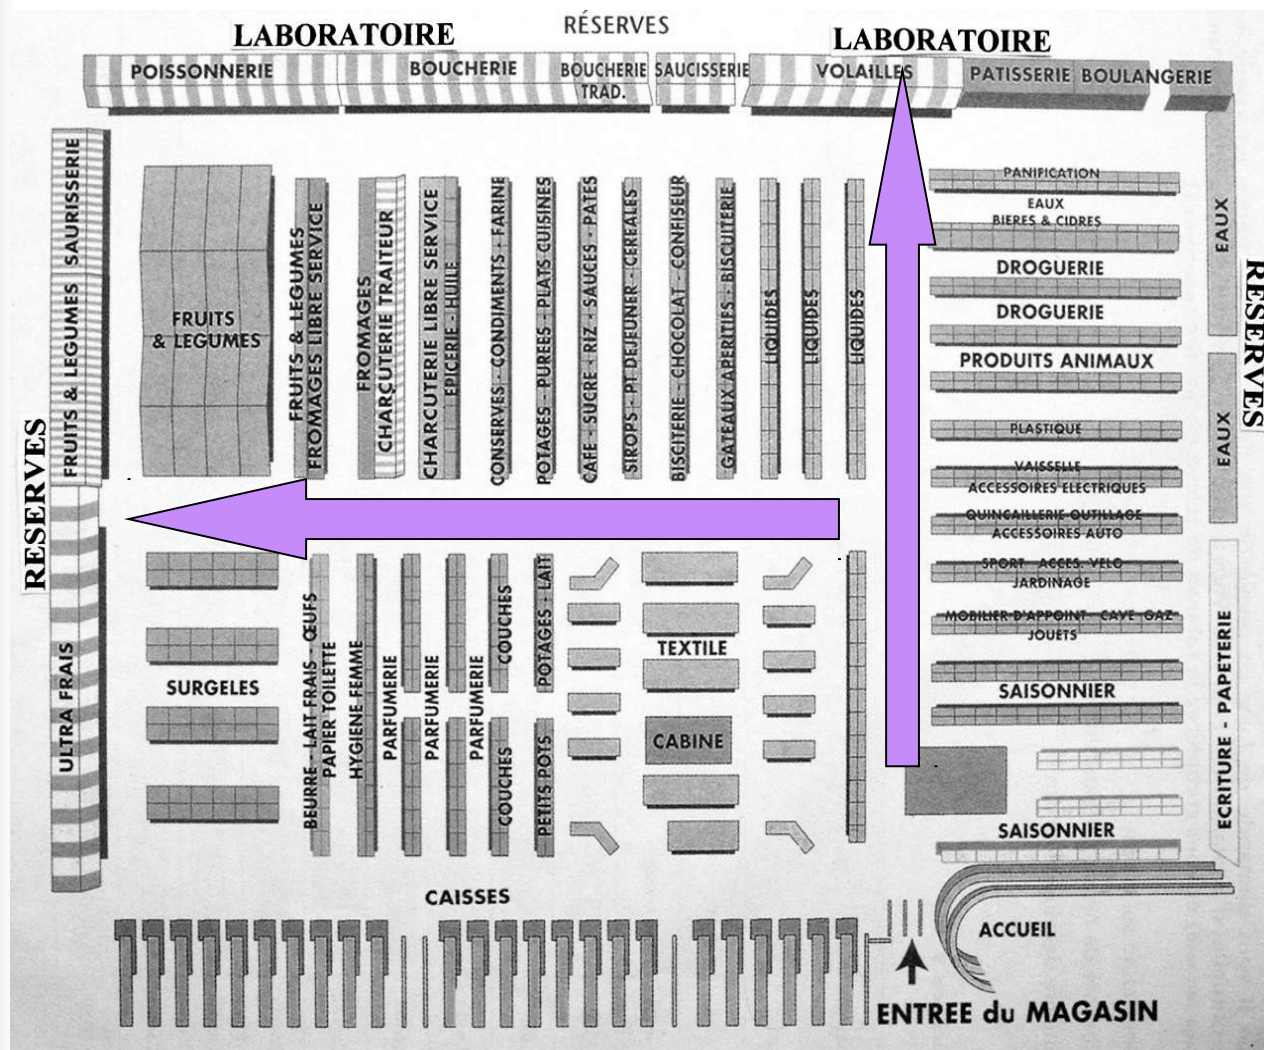 RÉSERVES
LABORATOIRE
LABORATOIRE
POISSONNERIE
BOUCHERIE
BOUCHERIE
TRAD.
SAUCISSERIE
VOLAILLES
PATISSERIE
BOULANGERIE
FRUITS & LEGUMES SAURISSERIE
FRUITS
& LEGUMES
FRUITS & LEGUMES
FROMAGES LIBRE SERVICE
FROMAGES
CHARCUTERIE TRAITEUR
CHARCUTERIE LIBRE SERVICE
EPICERIE - HUILE
CONSERVES - CONDIMENTS - FARINE
POTAGES - PUREES - PLATS CUISINES
CAFE - SUCRE - RIZ - SAUCES - PATES
SIROPS - PT DEJEUNER - CEREALES
BISCITERIE - CHOCOLAT - CONFISEUR
GATEAUX APERITIES - BISCUITERIE
LIQUIDES
LIQUIDES
LIQUIDES
PANIFICATION
EAUX
BIERES & CIDRES
DROGUERIE
DROGUERIE
PRODUITS ANIMAUX
PLASTIQUE
VAISSELLE
ACCESSOIRES ELECTRIQUES
QUINCAILLERIE OUTILLAGE
ACCESSOIRES AUTO
SPORT - ACCES. VELO
JARDINAGE
MOBILIER D'APPOINT - CAVE - GAZ
JOUETS
SAISONNIER
SAISONNIER
EAUX
EAUX
RESERVES
ECRITURE - PAPETERIE
RESERVES
ULTRA FRAIS
SURGELES
BEURRE - LAIT FRAIS - ŒUFS
PAPIER TOILETTE
HYGIENE FEMME
PARFUMERIE
PARFUMERIE
PARFUMERIE
COUCHES
COUCHES
POTAGES - LAIT
PETITS POTS
TEXTILE
CABINE
CAISSES
ACCUEIL
ENTREE du MAGASIN